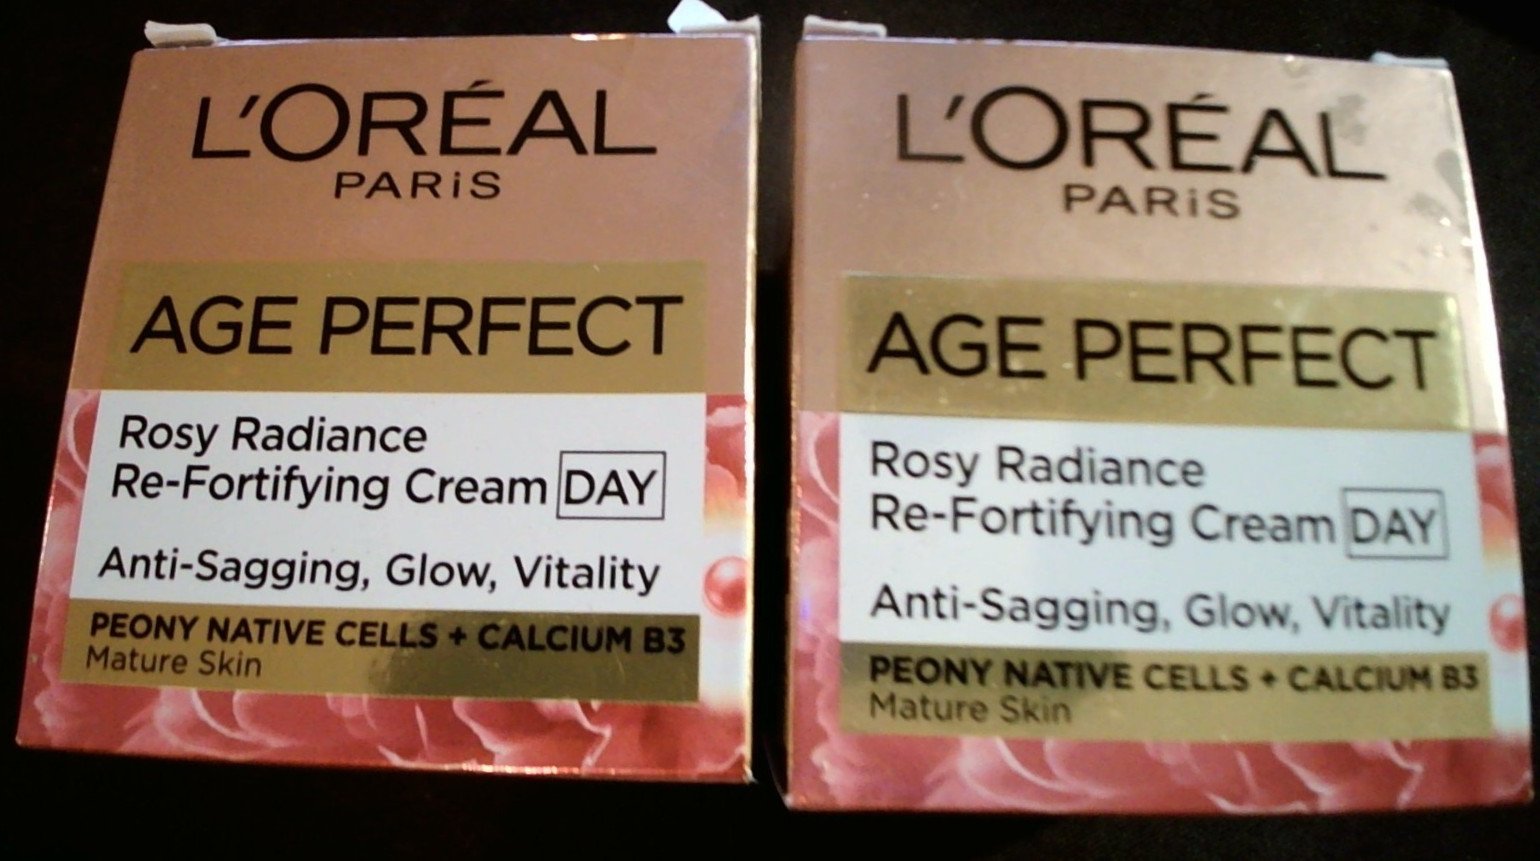 L'ORÉAL
PARiS
AGE PERFECT
Rosy Radiance
Re-Fortifying Cream DAY
Anti-Sagging, Glow, Vitality
PEONY NATIVE CELLS + CALCIUM B3
Mature Skin
L'ORÉAL
PARiS
AGE PERFECT
Rosy Radiance
Re-Fortifying Cream DAY
Anti-Sagging, Glow, Vitality
PEONY NATIVE CELLS + CALCIUM B3
Mature Skin